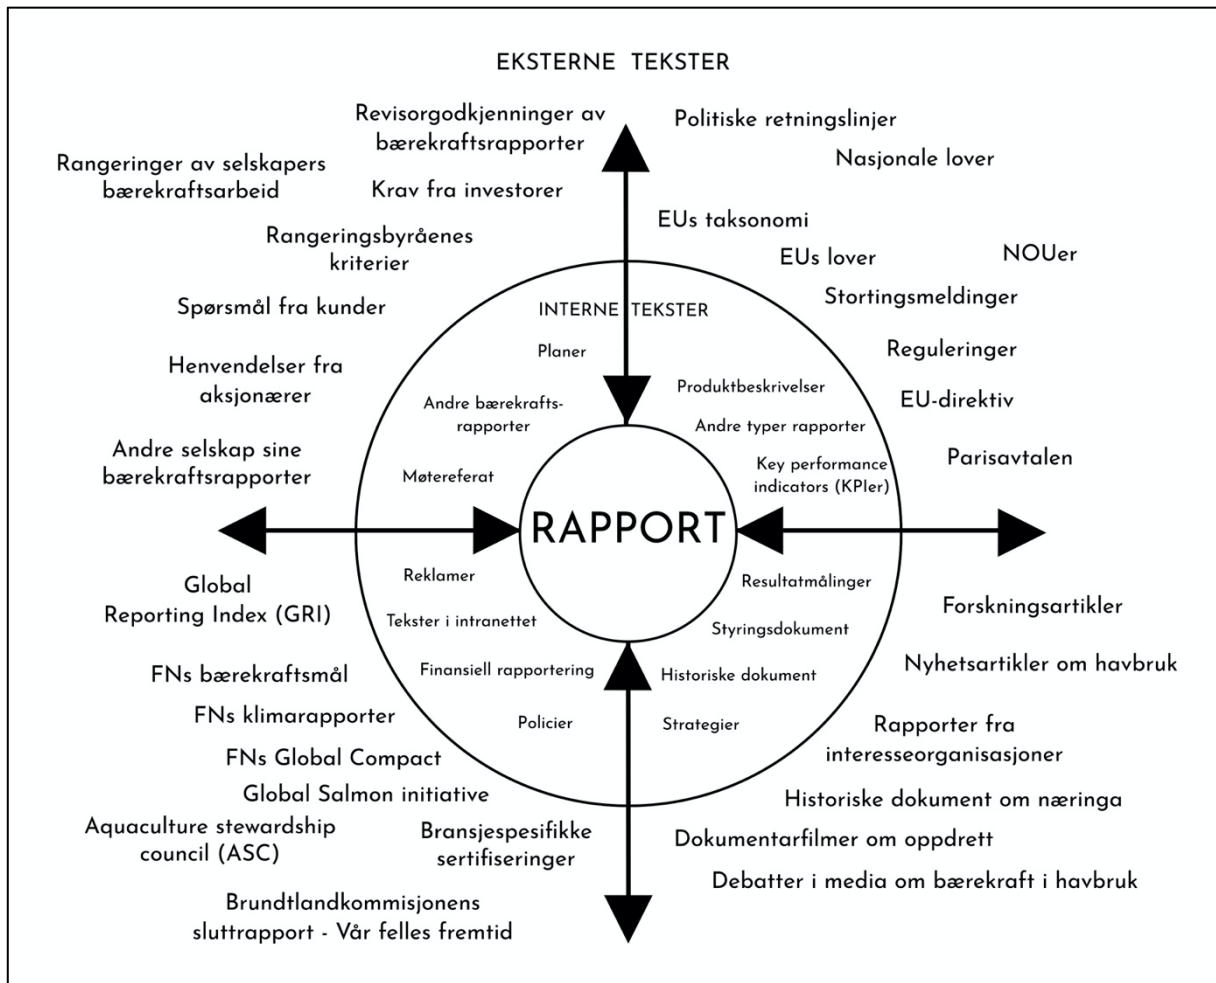 EKSTERNE TEKSTER
Revisorgodkjenninger av
bærekraftsrapporter
Politiske retningslinjer
Nasjonale lover
Rangeringer av selskapers
bærekraftsarbeid
Krav fra investorer
EUs taksonomi
Rangeringsbyråenes
kriterier
EUs lover
NOUer
Spørsmål fra kunder
Stortingsmeldinger
Henvendelser fra
aksjonærer
Reguleringer
EU-direktiv
Andre selskap sine
bærekraftsrapporter
Parisavtalen
INTERNE TEKSTER
Planer
Produktbeskrivelser
Andre bærekrafts-
rapporter
Andre typer rapporter
Møtereferat
Key performance
indicators (KPIer)
RAPPORT
Reklamer
Resultatmålinger
Tekster i intranettet
Styringsdokument
Finansiell rapportering
Historiske dokument
Policier
Strategier
Global
Reporting Index (GRI)
Forskningsartikler
FNs bærekraftsmål
Nyhetsartikler om havbruk
FNs klimarapporter
Rapporter fra
interesseorganisasjoner
FNs Global Compact
Global Salmon initiative
Historiske dokument om næringa
Aquaculture stewardship
council (ASC)
Bransjespesifikke
sertifiseringer
Dokumentarfilmer om oppdrett
Debatter i media om bærekraft i havbruk
Brundtlandkommisjonens
sluttrapport - Vår felles fremtid